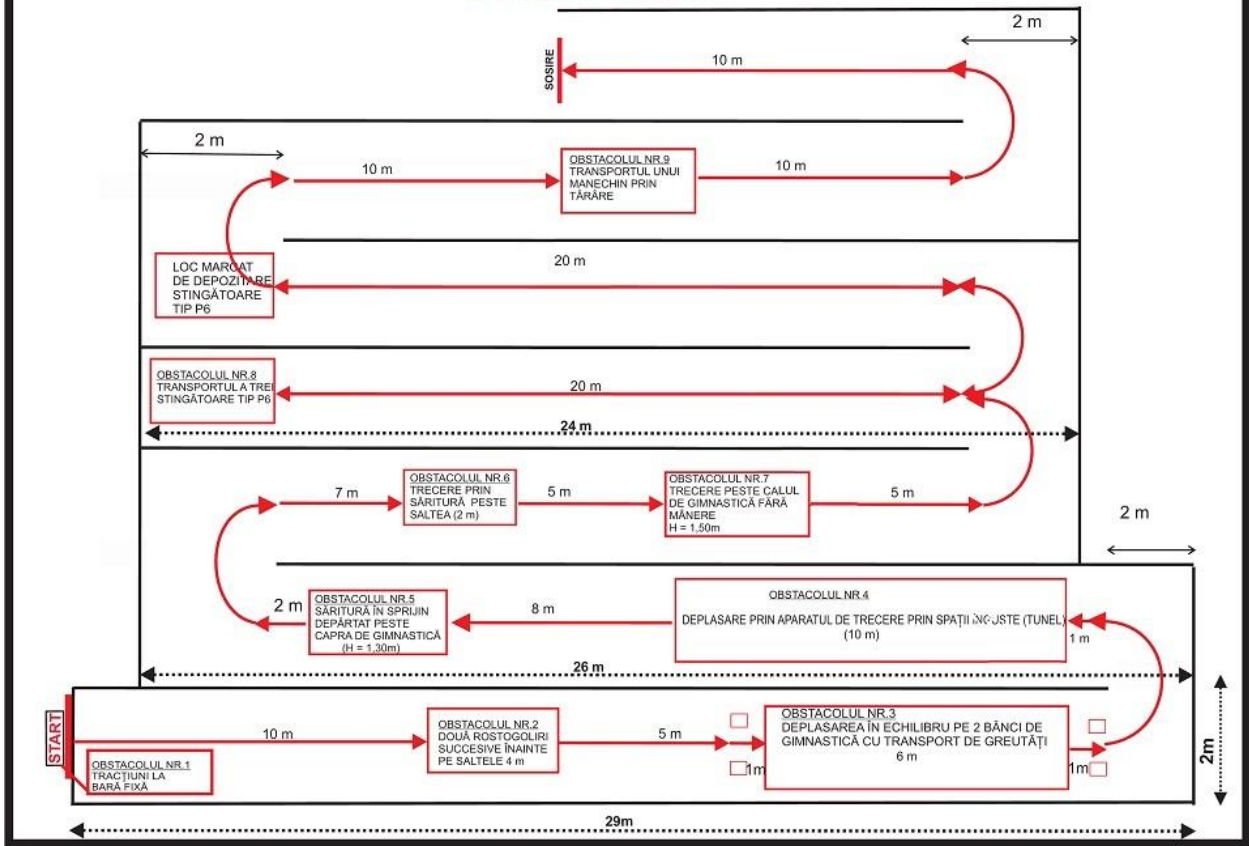 2 m
10 m
SOSIRE
2 m
10 m
OBSTACOLUL NR.9
TRANSPORTUL UNUI
MANECHIN PRIN
TÂRÂRE
10 m
20 m
LOC MARCAT
DE DEPOZITARE
STINGĂTOARE
TIP P6
OBSTACOLUL NR.8
TRANSPORTUL A TREI
STINGĂTOARE TIP P6
20 m
24 m
7 m
OBSTACOLUL NR.6
TRECERE PRIN
SĂRITURĂ PESTE
SALTEA (2 m)
5 m
OBSTACOLUL NR.7
TRECERE PESTE CALUL
DE GIMNASTICĂ FĂRĂ
MÂNERE
H = 1,50m
5 m
2 m
2 m
OBSTACOLUL NR.5
SĂRITURĂ ÎN SPRIJIN
DEPĂRTAT PESTE
CAPRA DE GIMNASTICĂ
(H = 1,30m)
8 m
OBSTACOLUL NR.4
DEPLASARE PRIN APARATUL DE TRECERE PRIN SPAȚII ÎNGUSTE (TUNEL)
(10 m)
1 m
26 m
START
OBSTACOLUL NR.1
TRACȚIUNI LA
BARĂ FIXĂ
10 m
OBSTACOLUL NR.2
DOUĂ ROSTOGOLIRI
SUCCESIVE ÎNAINTE
PE SALTELE 4 m
5 m
1m
OBSTACOLUL NR.3
DEPLASAREA ÎN ECHILIBRU PE 2 BĂNCI DE
GIMNASTICĂ CU TRANSPORT DE GREUTĂȚI
6 m
1m
2m
29m